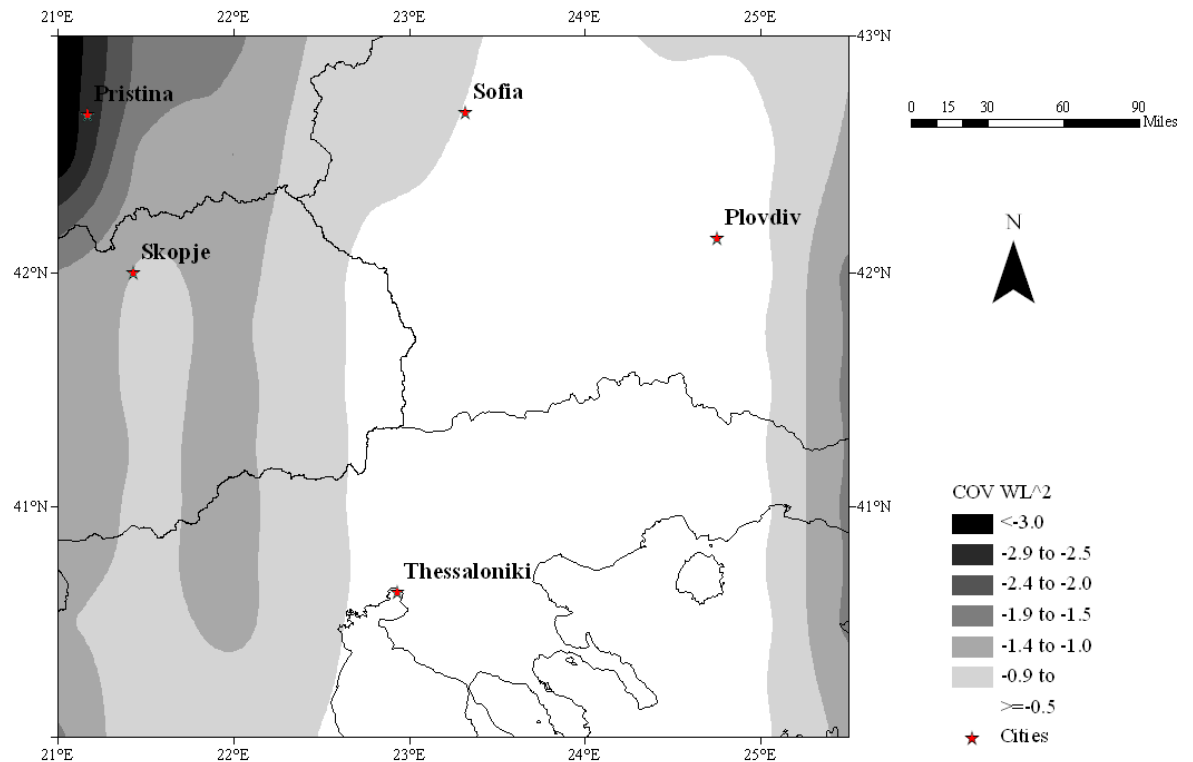 21°E 22°E 23°E 24°E 25°E
43°N
Pristina
Sofia
0 15 30 60 90
Miles
Plovdiv
N
Skopje
42°N 42°N
41°N 41°N
COV WL^2
<-3.0
-2.9 to -2.5
-2.4 to -2.0
-1.9 to -1.5
-1.4 to -1.0
-0.9 to
>=-0.5
Cities
Thessaloniki
21°E 22°E 23°E 24°E 25°E